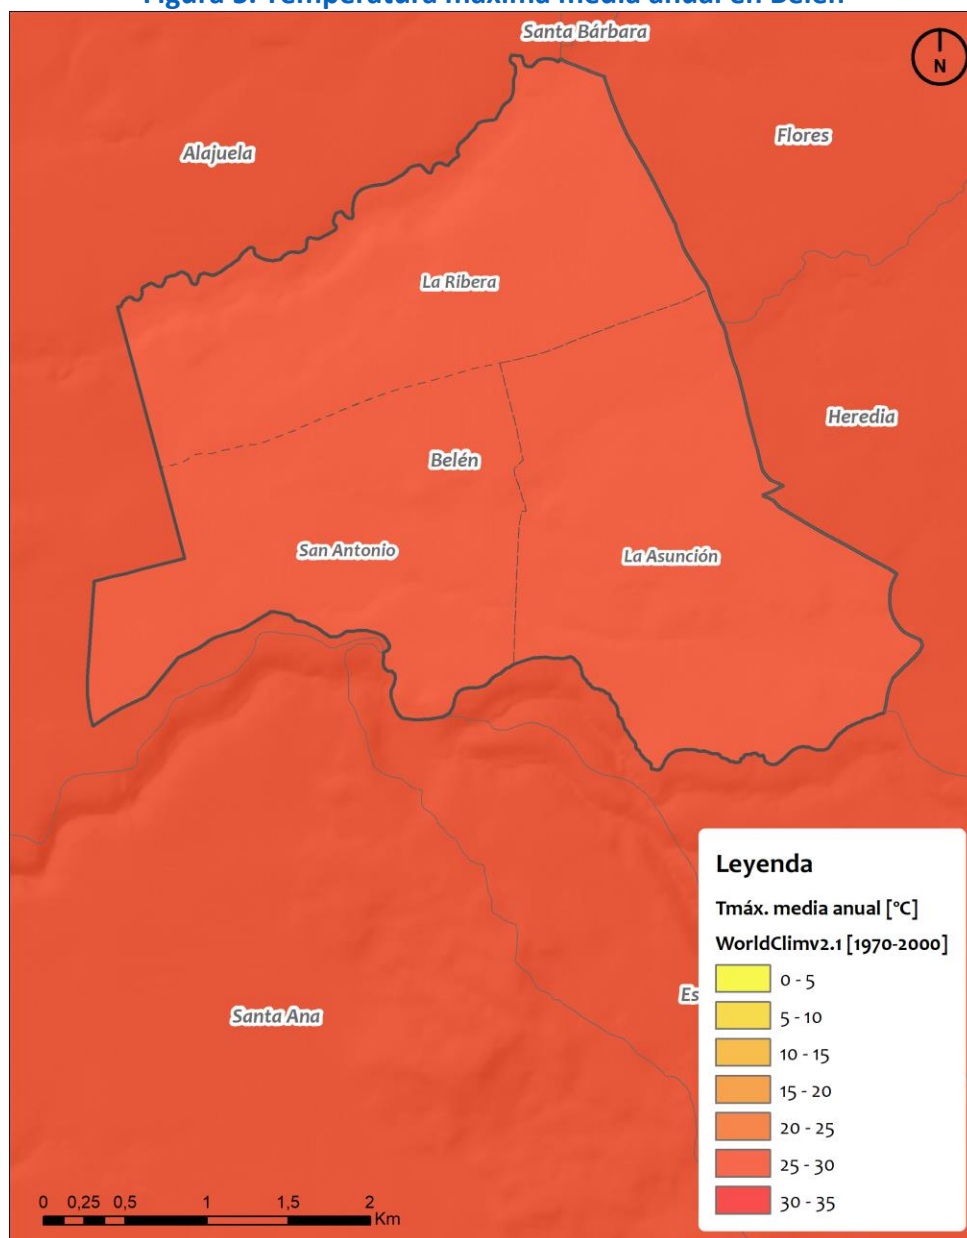 Figura 5. Temperatura máxima media anual en Belén
Santa Bárbara
N
Alajuela
Flores
La Ribera
Heredia
Belén
San Antonio
La Asunción
Leyenda
Tmáx. media anual [°C]
WorldClimv2.1 [1970-2000]
0 - 5
Es
5 - 10
Santa Ana
10 - 15
15 - 20
20 - 25
25 - 30
30 - 35
0 0,25 0,5 1 1,5 2
Km